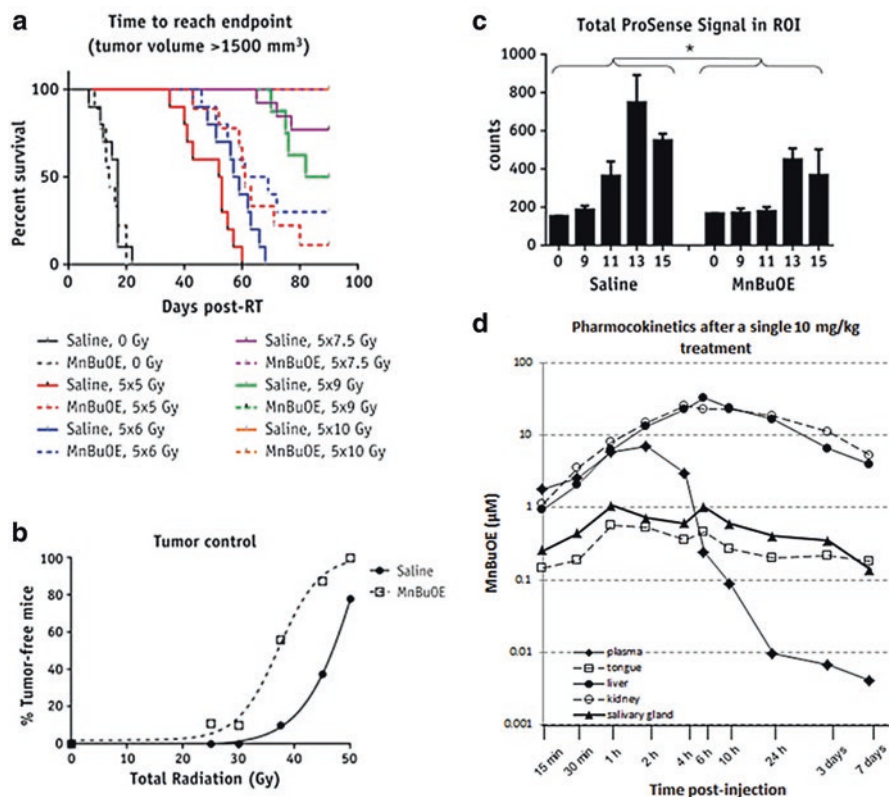 a
Time to reach endpoint
(tumor volume >1500 mm³)
Percent survival
100
50
0
0 20 40 60 80 100
Days post-RT
Saline, 0 Gy
MnBuOE, 0 Gy
Saline, 5x5 Gy
MnBuOE, 5x5 Gy
Saline, 5x6 Gy
MnBuOE, 5x6 Gy
Saline, 5x7.5 Gy
MnBuOE, 5x7.5 Gy
Saline, 5x9 Gy
MnBuOE, 5x9 Gy
Saline, 5x10 Gy
MnBuOE, 5x10 Gy
b
Tumor control
% Tumor-free mice
100
80
60
40
20
0
0 10 20 30 40 50
Total Radiation (Gy)
Saline
MnBuOE
c
Total ProSense Signal in ROI
*
counts
1000
800
600
400
200
0
0 9 11 13 15 0 9 11 13 15
Saline MnBuOE
d
Pharmocokinetics after a single 10 mg/kg
treatment
MnBuOE (µM)
100
10
1
0.1
0.01
0.001
plasma
tongue
liver
kidney
salivary gland
15 min 30 min 1 h 2 h 4 h 6 h 10 h 24 h 3 days 7 days
Time post-injection